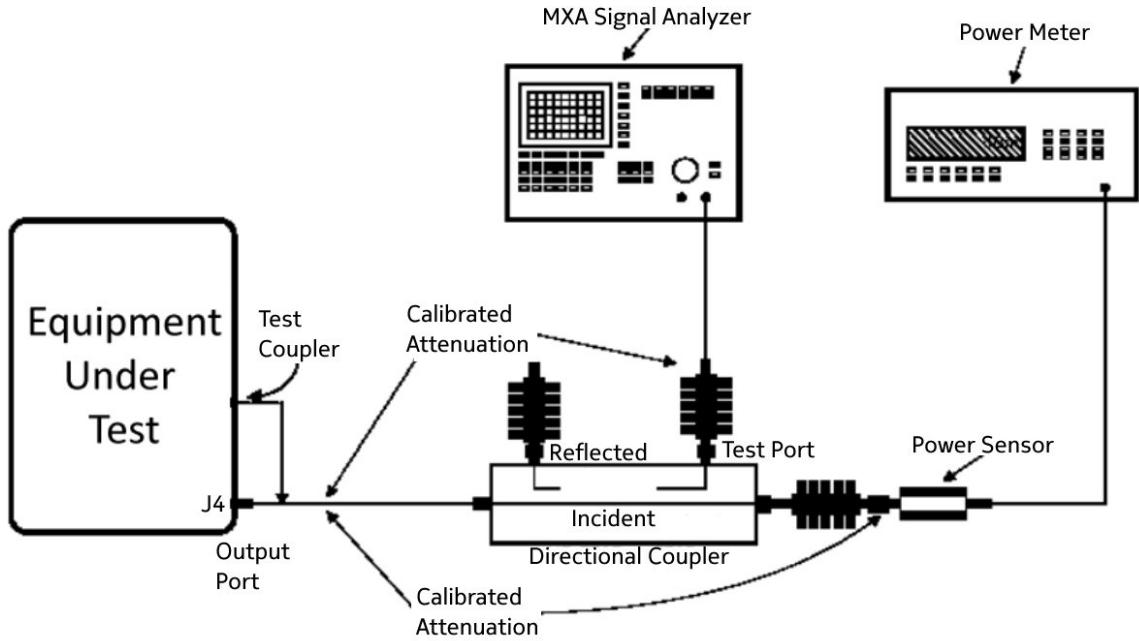 MXA Signal Analyzer
Power Meter
Equipment
Under
Test
Test
Coupler
Calibrated
Attenuation
Reflected
Test Port
Power Sensor
J4
Incident
Output
Port
Directional Coupler
Calibrated
Attenuation